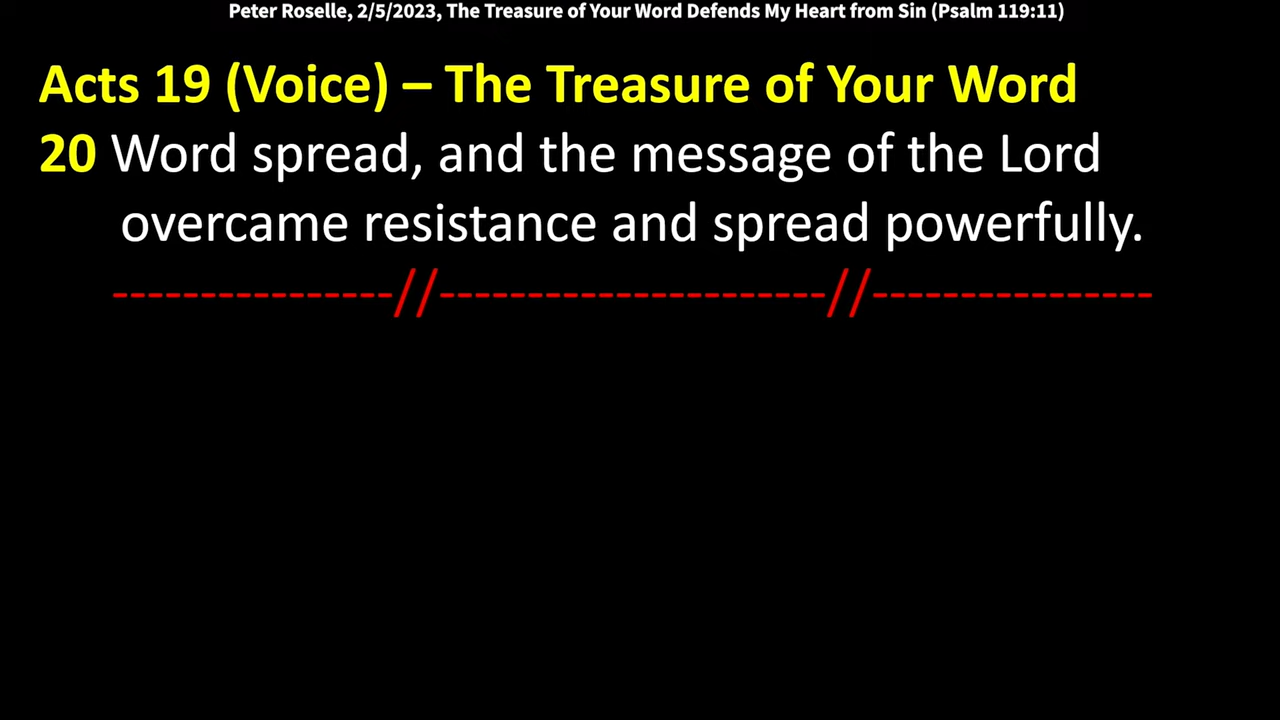 Peter Roselle, 2/5/2023, The Treasure of Your Word Defends My Heart from Sin (Psalm 119:11)
Acts 19 (Voice) – The Treasure of Your Word
20 Word spread, and the message of the Lord
overcame resistance and spread powerfully.
----------------//----------------------//----------------